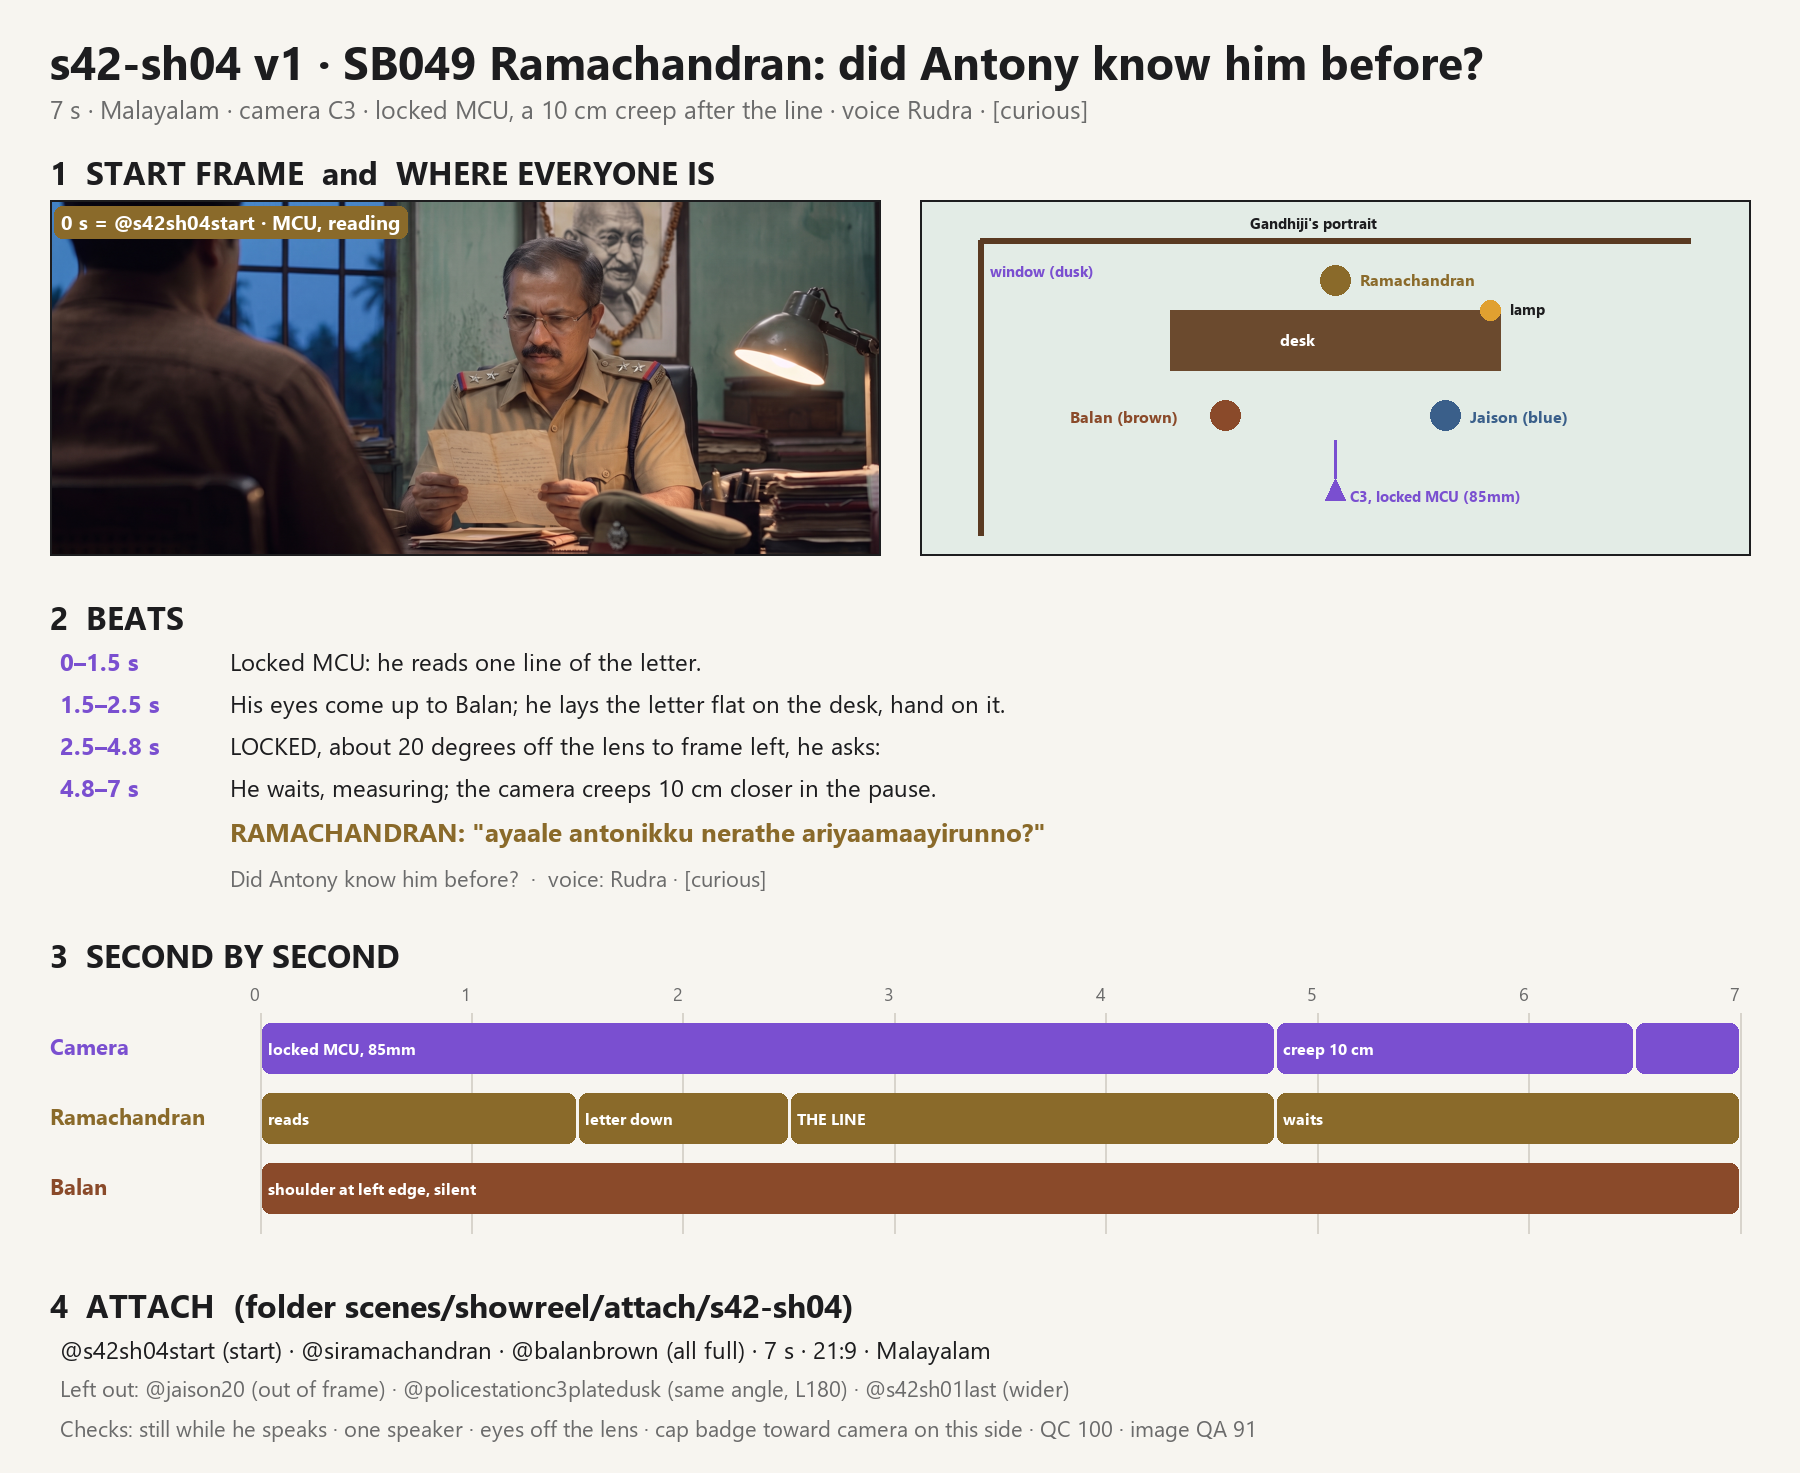 s42-sh04 v1 · SB049 Ramachandran: did Antony know him before?
7 s · Malayalam · camera C3 · locked MCU, a 10 cm creep after the line · voice Rudra · [curious]
1 START FRAME and WHERE EVERYONE IS
0 s = @s42sh04start · MCU, reading
Gandhiji's portrait
window (dusk)
Ramachandran
lamp
desk
Balan (brown)
Jaison (blue)
C3, locked MCU (85mm)
2 BEATS
0–1.5 s Locked MCU: he reads one line of the letter.
1.5–2.5 s His eyes come up to Balan; he lays the letter flat on the desk, hand on it.
2.5–4.8 s LOCKED, about 20 degrees off the lens to frame left, he asks:
4.8–7 s He waits, measuring; the camera creeps 10 cm closer in the pause.
RAMACHANDRAN: "ayaale antonikku nerathe ariyaamaayirunno?"
Did Antony know him before? · voice: Rudra · [curious]
3 SECOND BY SECOND
0 1 2 3 4 5 6 7
Camera locked MCU, 85mm creep 10 cm
Ramachandran reads letter down THE LINE waits
Balan shoulder at left edge, silent
4 ATTACH (folder scenes/showreel/attach/s42-sh04)
@s42sh04start (start) · @siramachandran · @balanbrown (all full) · 7 s · 21:9 · Malayalam
Left out: @jaison20 (out of frame) · @policestationc3platedusk (same angle, L180) · @s42sh01last (wider)
Checks: still while he speaks · one speaker · eyes off the lens · cap badge toward camera on this side · QC 100 · image QA 91